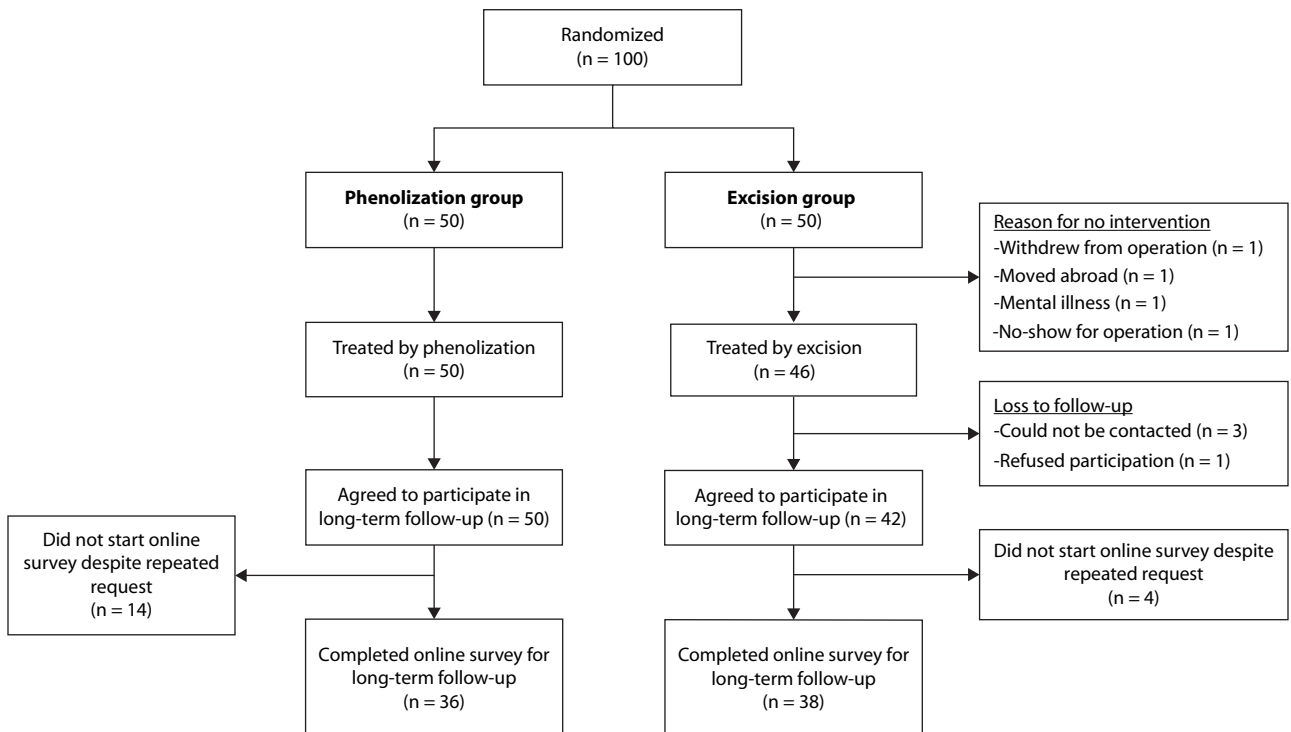 Randomized
(n = 100)
Phenolization group
(n = 50)
Excision group
(n = 50)
Reason for no intervention
-Withdrew from operation (n = 1)
-Moved abroad (n = 1)
-Mental illness (n = 1)
-No-show for operation (n = 1)
Treated by phenolization
(n = 50)
Treated by excision
(n = 46)
Loss to follow-up
-Could not be contacted (n = 3)
-Refused participation (n = 1)
Agreed to participate in
long-term follow-up (n = 50)
Agreed to participate in
long-term follow-up (n = 42)
Did not start online
survey despite repeated
request
(n = 14)
Did not start online survey despite
repeated request
(n = 4)
Completed online survey for
long-term follow-up
(n = 36)
Completed online survey for
long-term follow-up
(n = 38)